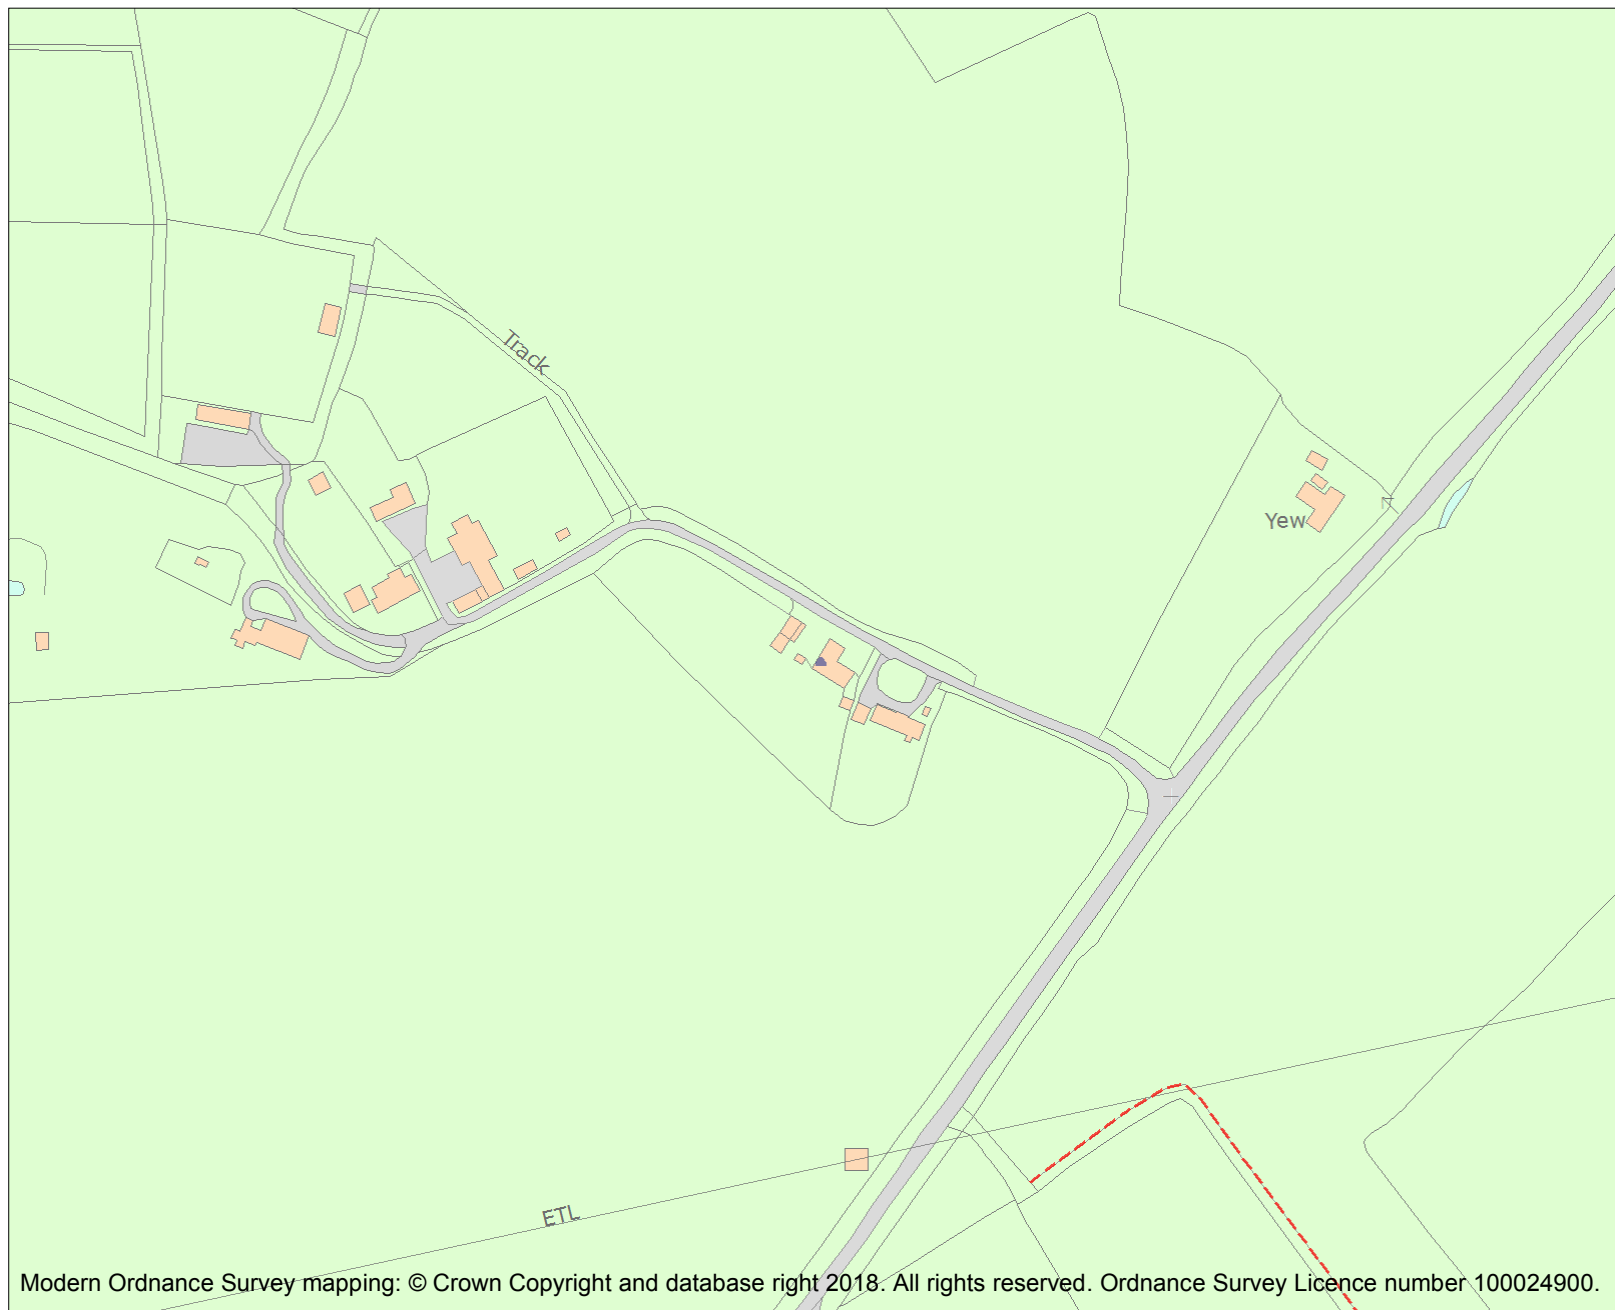 Track
Yew
ETL
Modern Ordnance Survey mapping: © Crown Copyright and database right 2018. All rights reserved. Ordnance Survey Licence number 100024900.